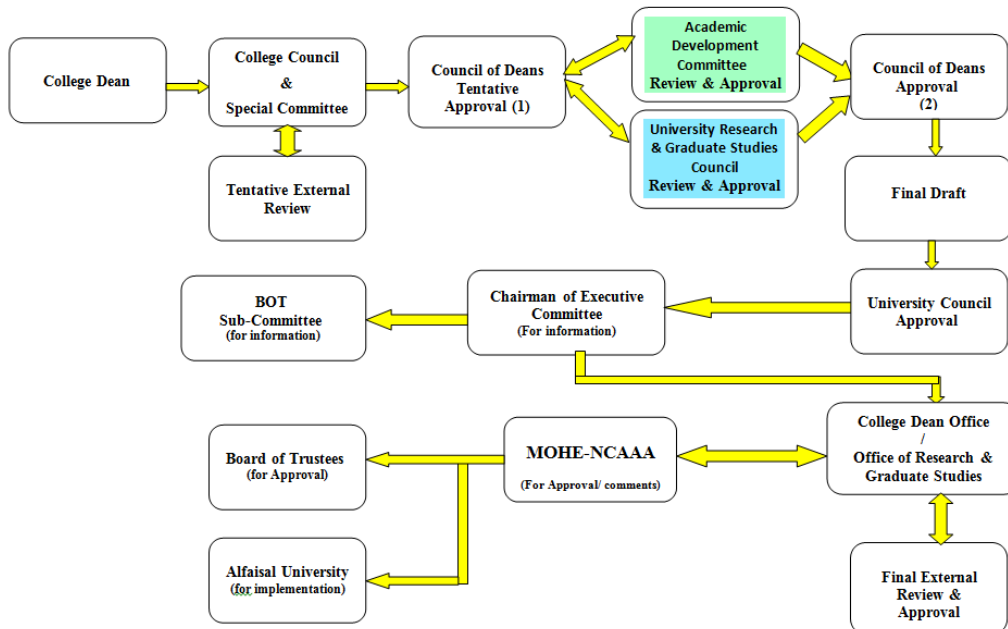 College Dean
College Council
&
Special Committee
Council of Deans
Tentative
Approval (1)
Academic
Development
Committee
Review & Approval
Council of Deans
Approval
(2)
University Research
& Graduate Studies
Council
Review & Approval
Tentative External
Review
Final Draft
BOT
Sub-Committee
(for information)
Chairman of Executive
Committee
(For information)
University Council
Approval
College Dean Office
/
Office of Research &
Graduate Studies
MOHE-NCAAA
(For Approval/ comments)
Board of Trustees
(for Approval)
Alfaisal University
(for implementation)
Final External
Review &
Approval